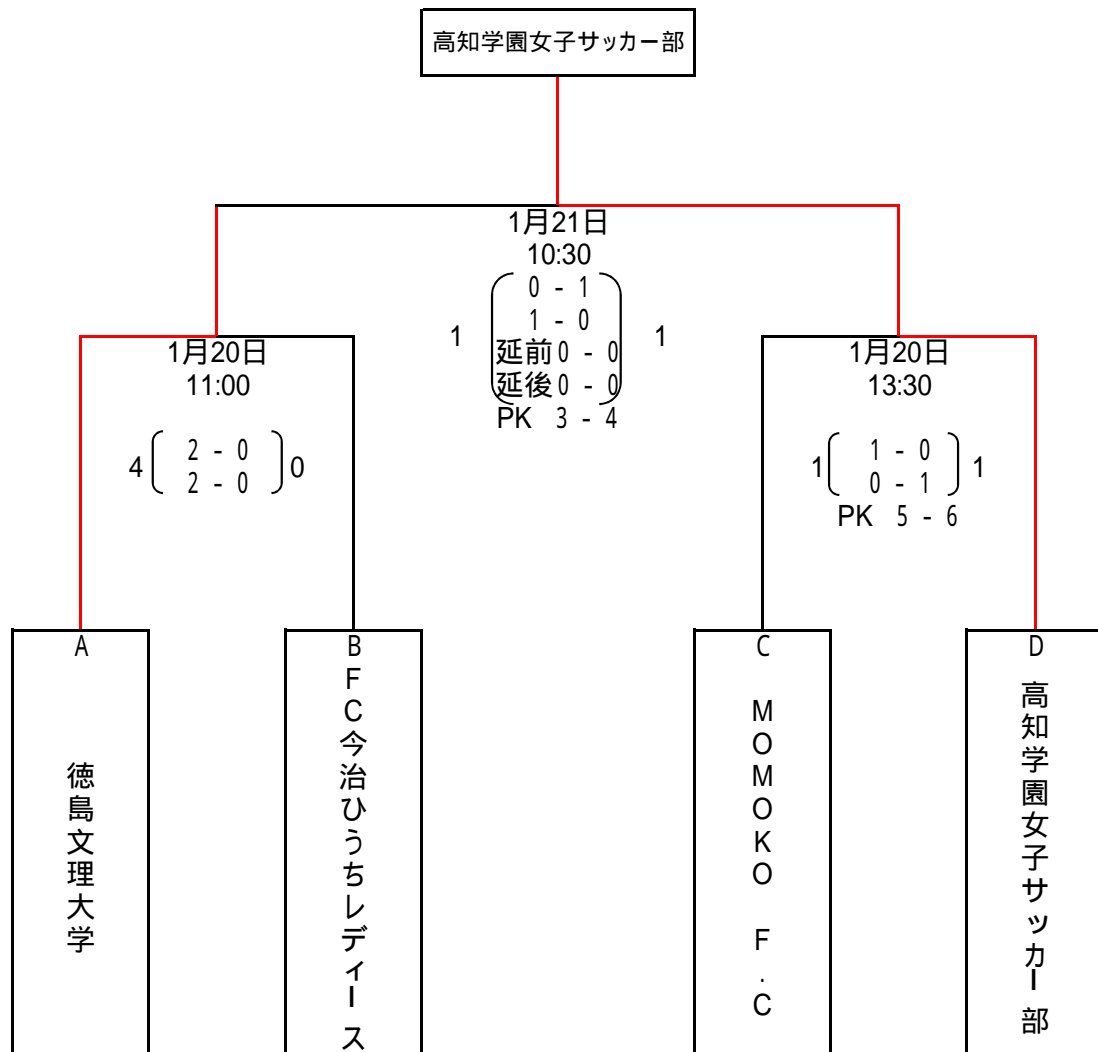 高知学園女子サッカー部
1月21日
10:30
0 - 1
1 - 0
1 1
延前 0 - 0
延後 0 - 0
PK 3 - 4
1月20日
11:00
2 - 0
4 0
2 - 0
1月20日
13:30
1 - 0
1 1
0 - 1
PK 5 - 6
A
徳島文理大学
B
FC今治ひうちレディース
C
MOMOKO F.C
D
高知学園女子サッカー部